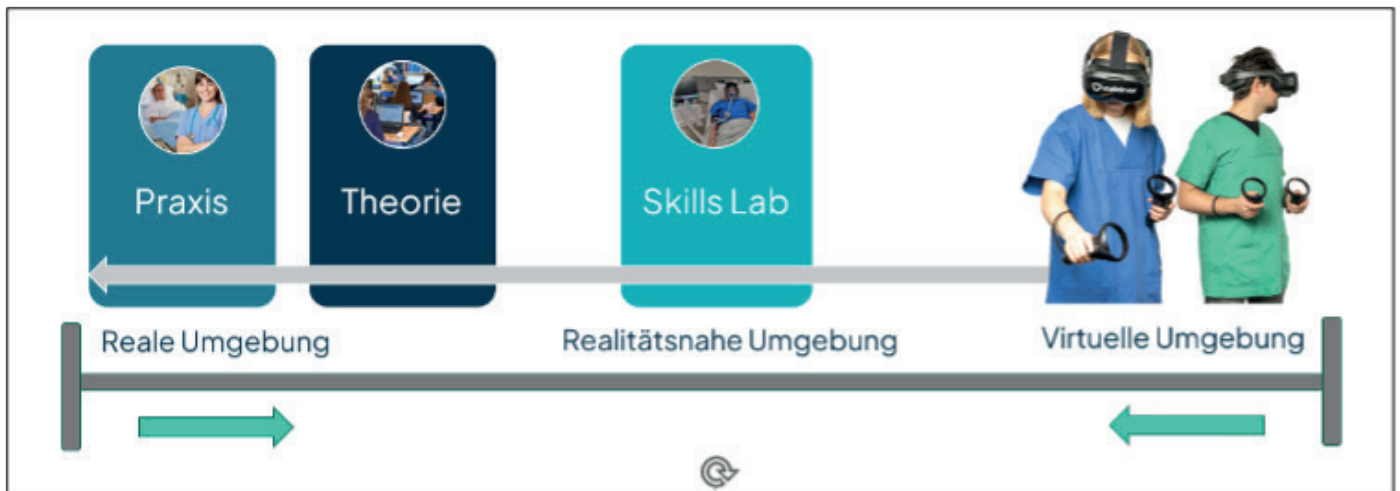 Praxis
Theorie
Skills Lab
Reale Umgebung
Realitätsnahe Umgebung
Virtuelle Umgebung